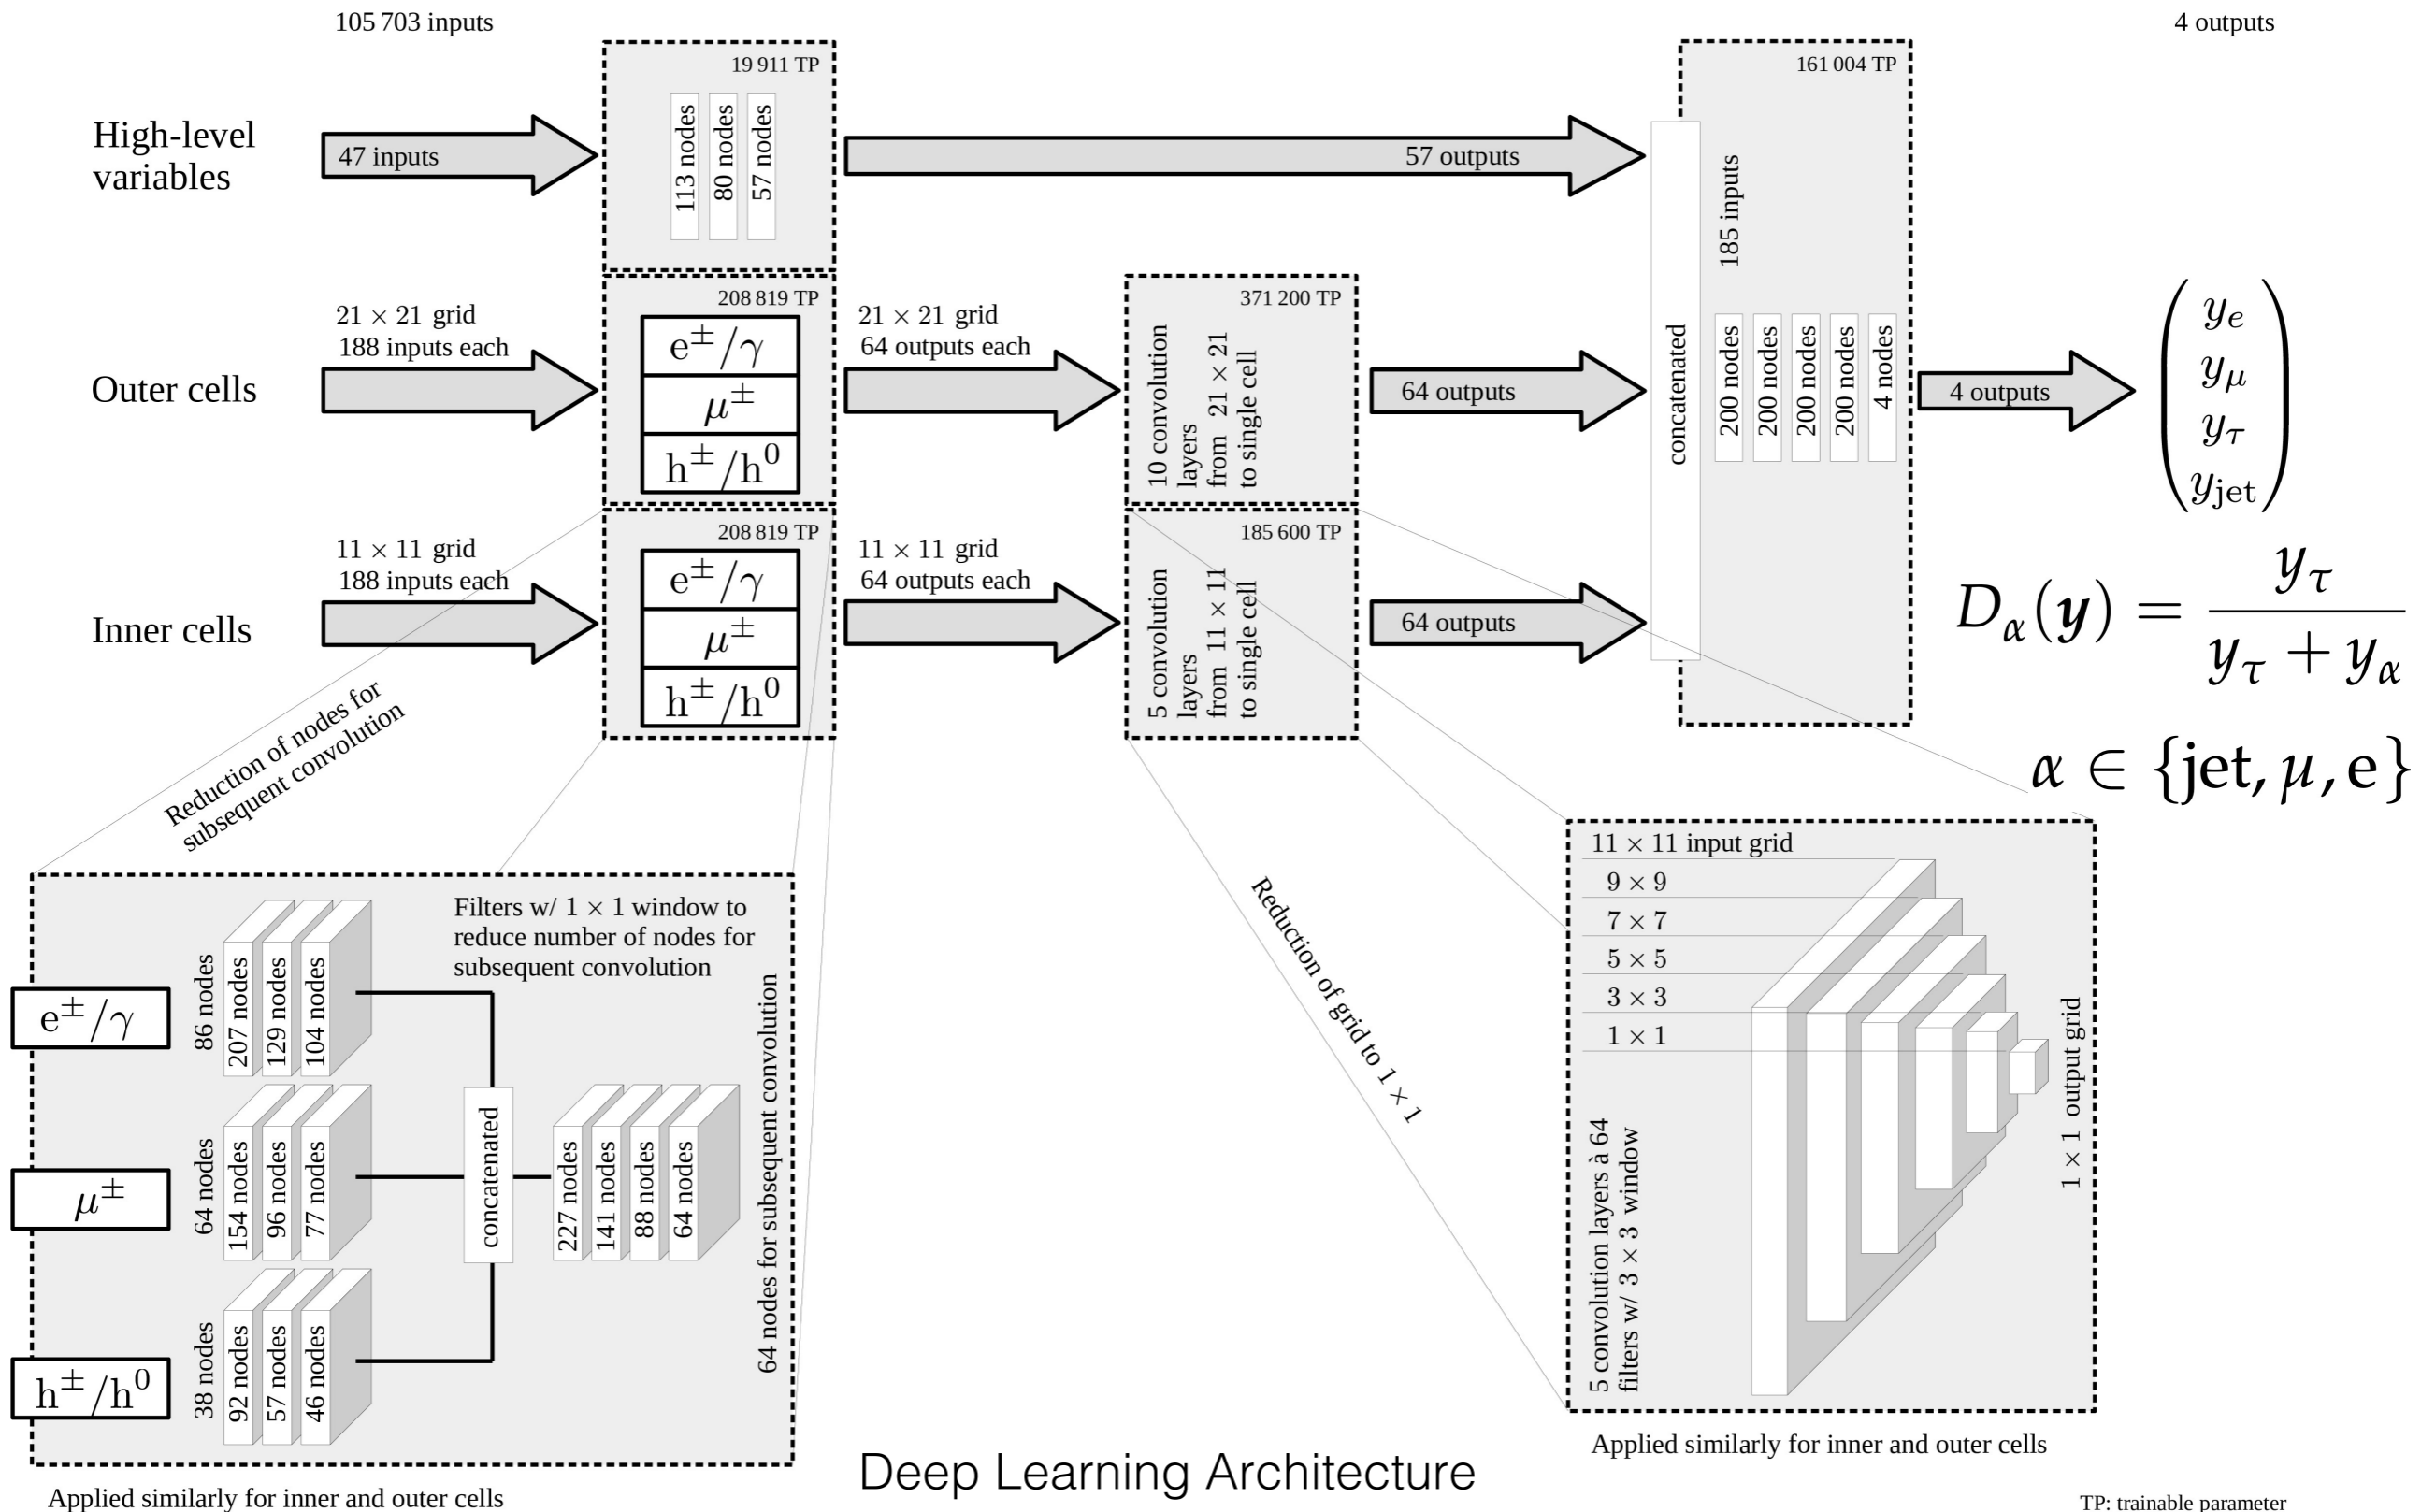 105 703 inputs
4 outputs
High-level
variables
47 inputs
19 911 TP
113 nodes
80 nodes
57 nodes
57 outputs
161 004 TP
concatenated
185 inputs
200 nodes
200 nodes
200 nodes
200 nodes
4 nodes
Outer cells
21 × 21 grid
188 inputs each
208 819 TP
e±/γ
μ±
h±/h⁰
21 × 21 grid
64 outputs each
371 200 TP
10 convolution
layers
from 21 × 21
to single cell
64 outputs
4 outputs
y_e
y_μ
y_τ
y_jet
Inner cells
11 × 11 grid
188 inputs each
208 819 TP
e±/γ
μ±
h±/h⁰
11 × 11 grid
64 outputs each
185 600 TP
5 convolution
layers
from 11 × 11
to single cell
64 outputs
D_α(y) = y_τ / (y_τ + y_α)
α ∈ {jet, μ, e}
Reduction of nodes for
subsequent convolution
Filters w/ 1 × 1 window to
reduce number of nodes for
subsequent convolution
e±/γ
86 nodes
207 nodes
129 nodes
104 nodes
μ±
64 nodes
154 nodes
96 nodes
77 nodes
h±/h⁰
38 nodes
92 nodes
57 nodes
46 nodes
concatenated
227 nodes
141 nodes
88 nodes
64 nodes
64 nodes for subsequent convolution
Applied similarly for inner and outer cells
Reduction of grid to 1 × 1
11 × 11 input grid
9 × 9
7 × 7
5 × 5
3 × 3
1 × 1
5 convolution layers à 64
filters w/ 3 × 3 window
1 × 1 output grid
Applied similarly for inner and outer cells
Deep Learning Architecture
TP: trainable parameter